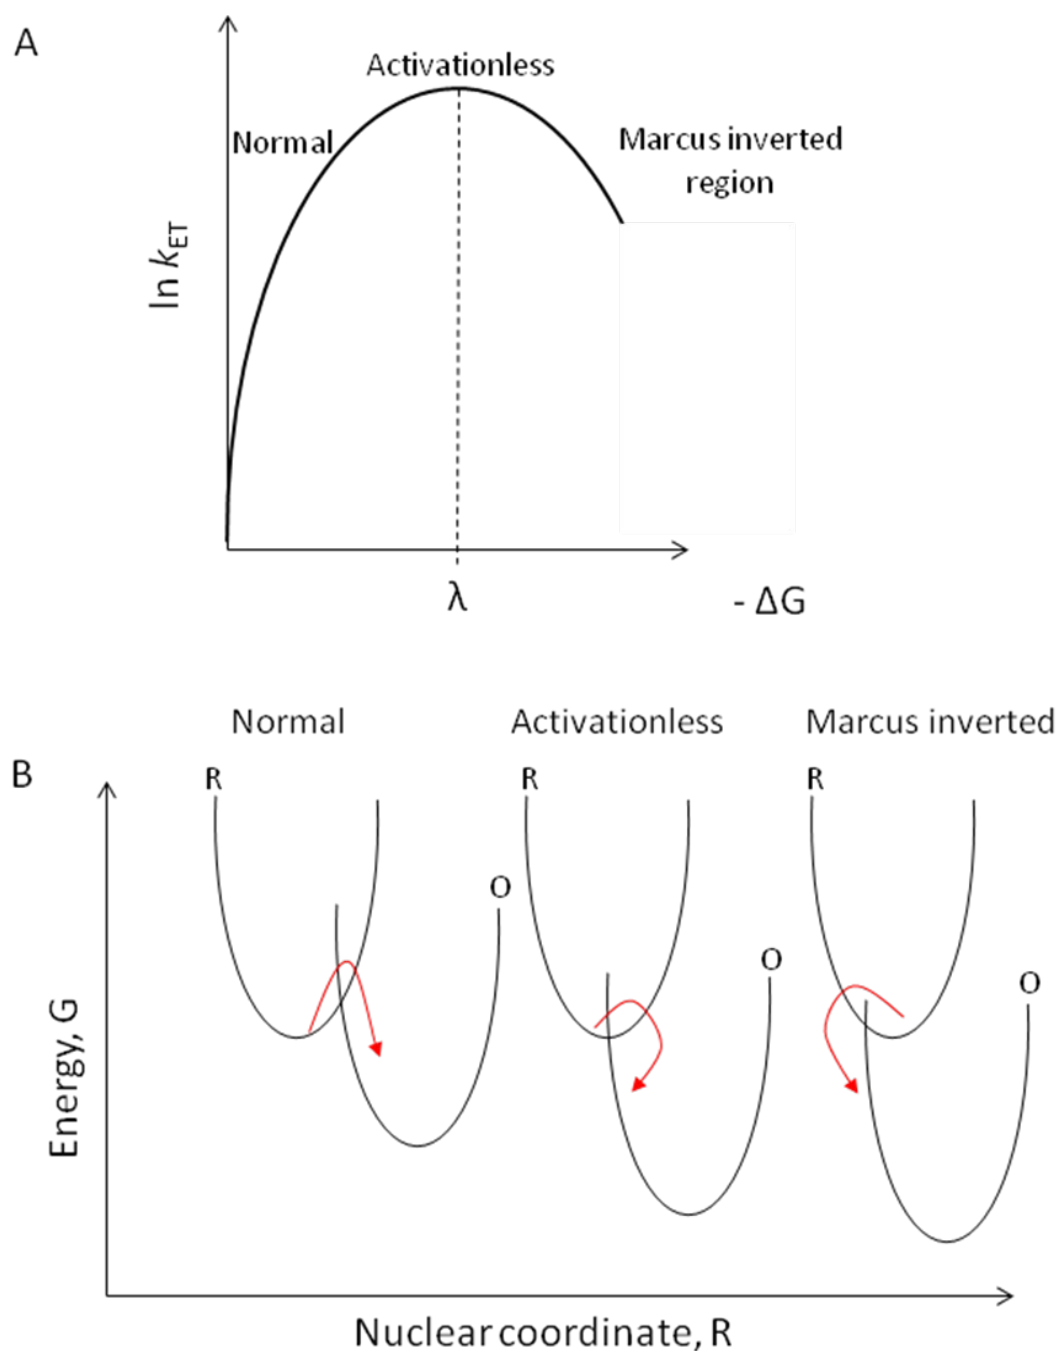 A
Activationless
Normal
Marcus inverted
region
ln kET
λ
- ΔG
Normal
Activationless
Marcus inverted
B
R
R
R
O
O
O
Energy, G
Nuclear coordinate, R